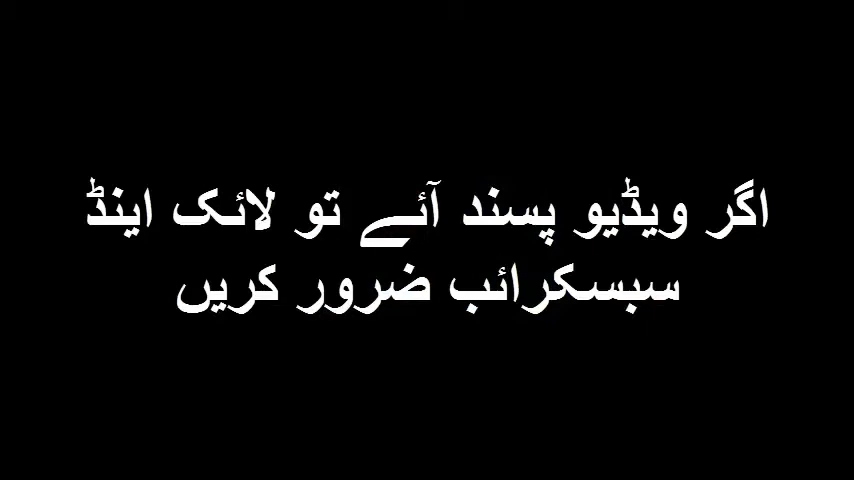 اگر ویڈیو پسند آئے تو لائک اینڈ
سبسکرائب ضرور کریں